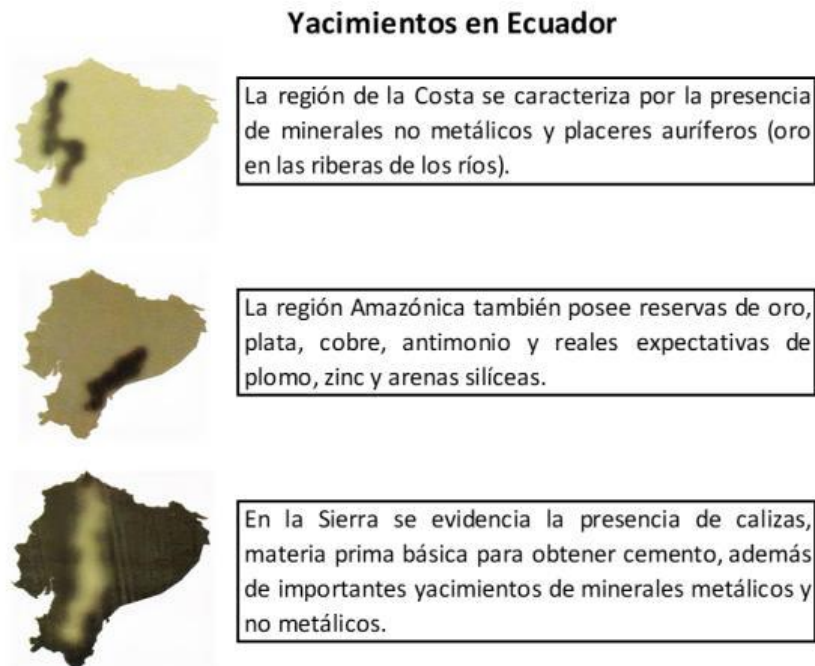 Yacimientos en Ecuador
La región de la Costa se caracteriza por la presencia
de minerales no metálicos y placeres auríferos (oro
en las riberas de los ríos).
La región Amazónica también posee reservas de oro,
plata, cobre, antimonio y reales expectativas de
plomo, zinc y arenas silíceas.
En la Sierra se evidencia la presencia de calizas,
materia prima básica para obtener cemento, además
de importantes yacimientos de minerales metálicos y
no metálicos.